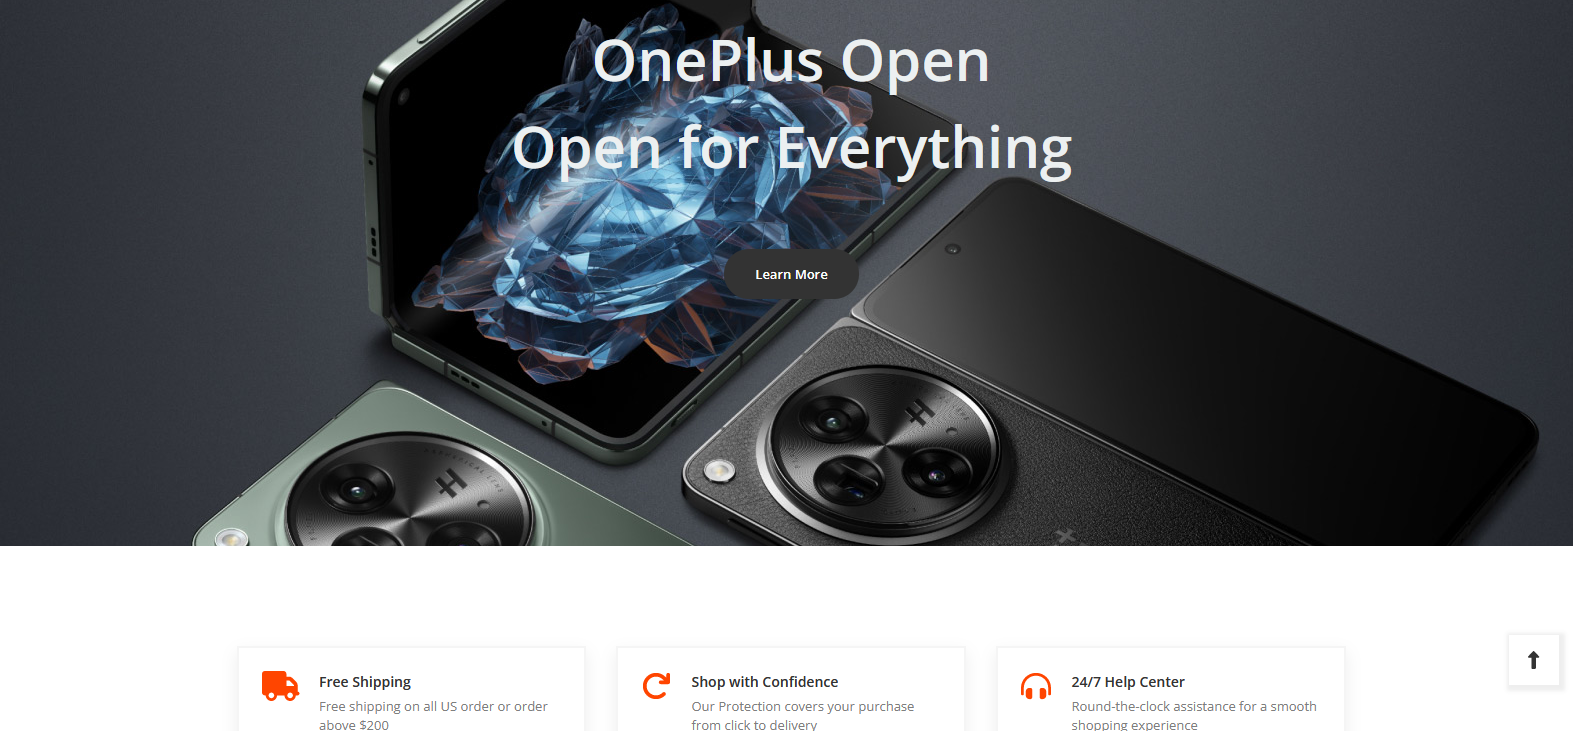 OnePlus Open
Open for Everything
Learn More
Free Shipping
Free shipping on all US order or order
above $200
Shop with Confidence
Our Protection covers your purchase
from click to delivery
24/7 Help Center
Round-the-clock assistance for a smooth
shopping experience